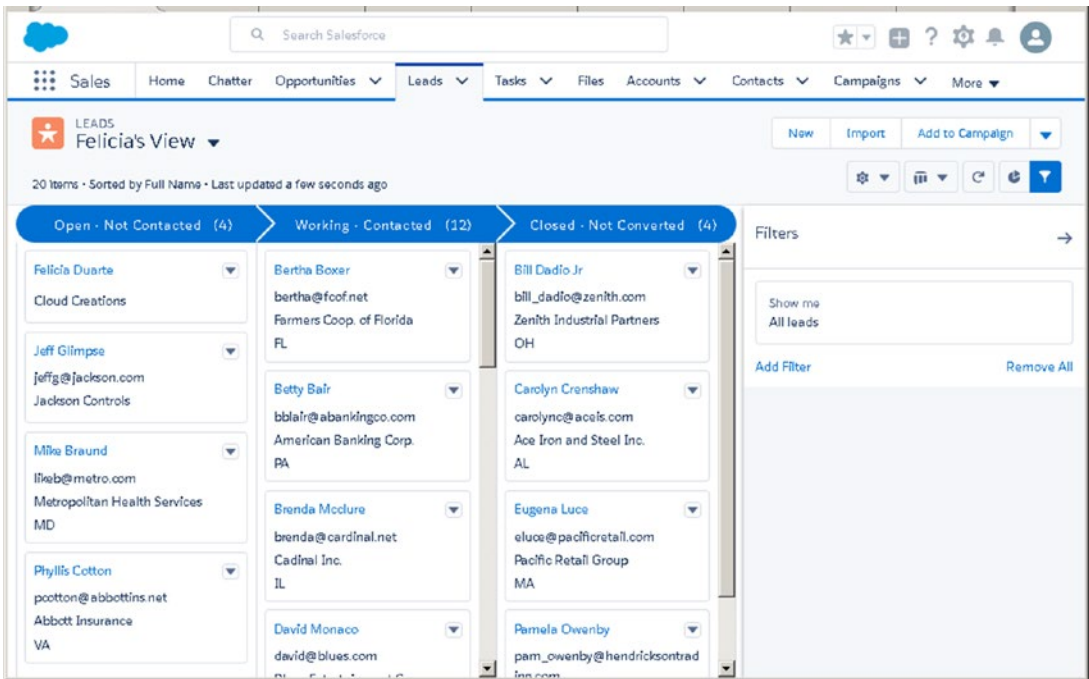 Search Salesforce
Sales Home Chatter Opportunities Leads Tasks Files Accounts Contacts Campaigns More
LEADS
Felicia's View
New Import Add to Campaign
20 items • Sorted by Full Name • Last updated a few seconds ago
Open - Not Contacted (4)
Felicia Duarte
Cloud Creations
Jeff Glimpse
jeffg@jackson.com
Jackson Controls
Mike Braund
likeb@metro.com
Metropolitan Health Services
MD
Phyllis Cotton
pcotton@abbottins.net
Abbott Insurance
VA
Working - Contacted (12)
Bertha Boxer
bertha@fcof.net
Farmers Coop. of Florida
FL
Betty Bair
bblair@abankingco.com
American Banking Corp.
PA
Brenda Mcclure
brenda@cardinal.net
Cadinal Inc.
IL
David Monaco
david@blues.com
Closed - Not Converted (4)
Bill Dadio Jr
bill_dadio@zenith.com
Zenith Industrial Partners
OH
Carolyn Crenshaw
carolync@aceis.com
Ace Iron and Steel Inc.
AL
Eugena Luce
eluce@pacificretail.com
Pacific Retail Group
MA
Pamela Owenby
pam_owenby@hendricksontrad
ing.com
Filters
Show me
All leads
Add Filter Remove All